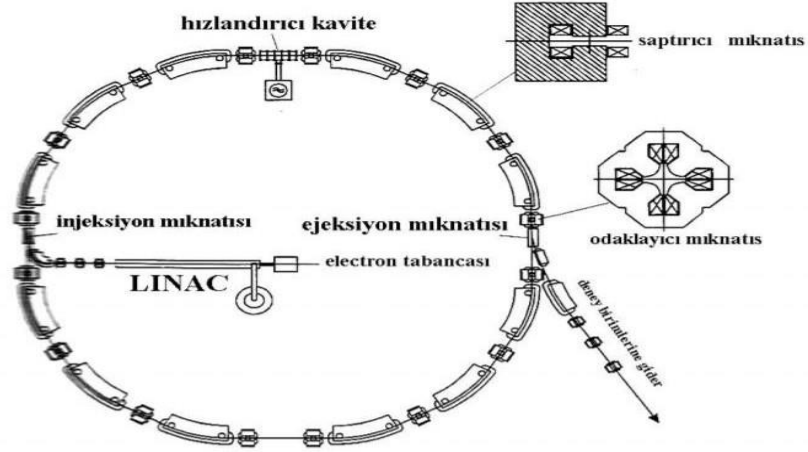 hızlandırıcı kavite
saptırıcı mıknatıs
injeksiyon mıknatısı
ejeksiyon mıknatısı
odaklayıcı mıknatıs
electron tabancası
LINAC
deney birimlerine gider